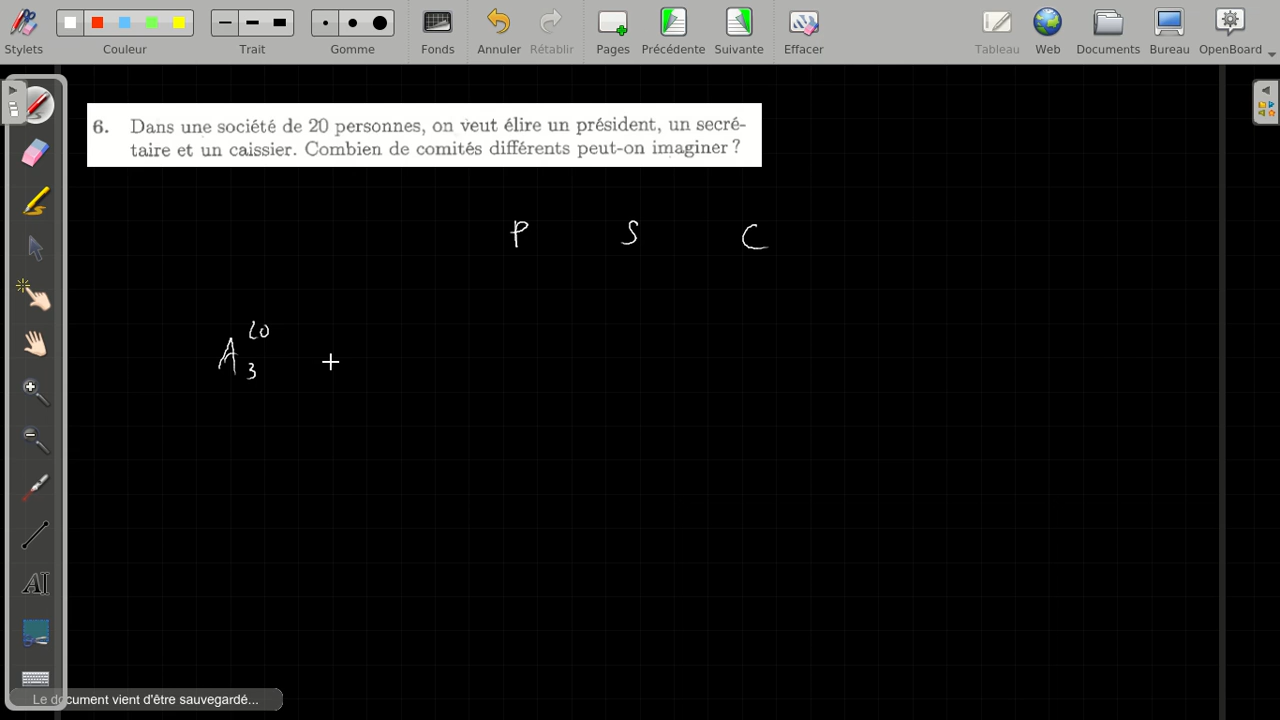 Stylets Couleur Trait Gomme Fonds Annuler Rétablir Pages Précédente Suivante Effacer Tableau Web Documents Bureau OpenBoard
6. Dans une société de 20 personnes, on veut élire un président, un secré-
taire et un caissier. Combien de comités différents peut-on imaginer ?
P S C
A 20 3
Le document vient d'être sauvegardé...